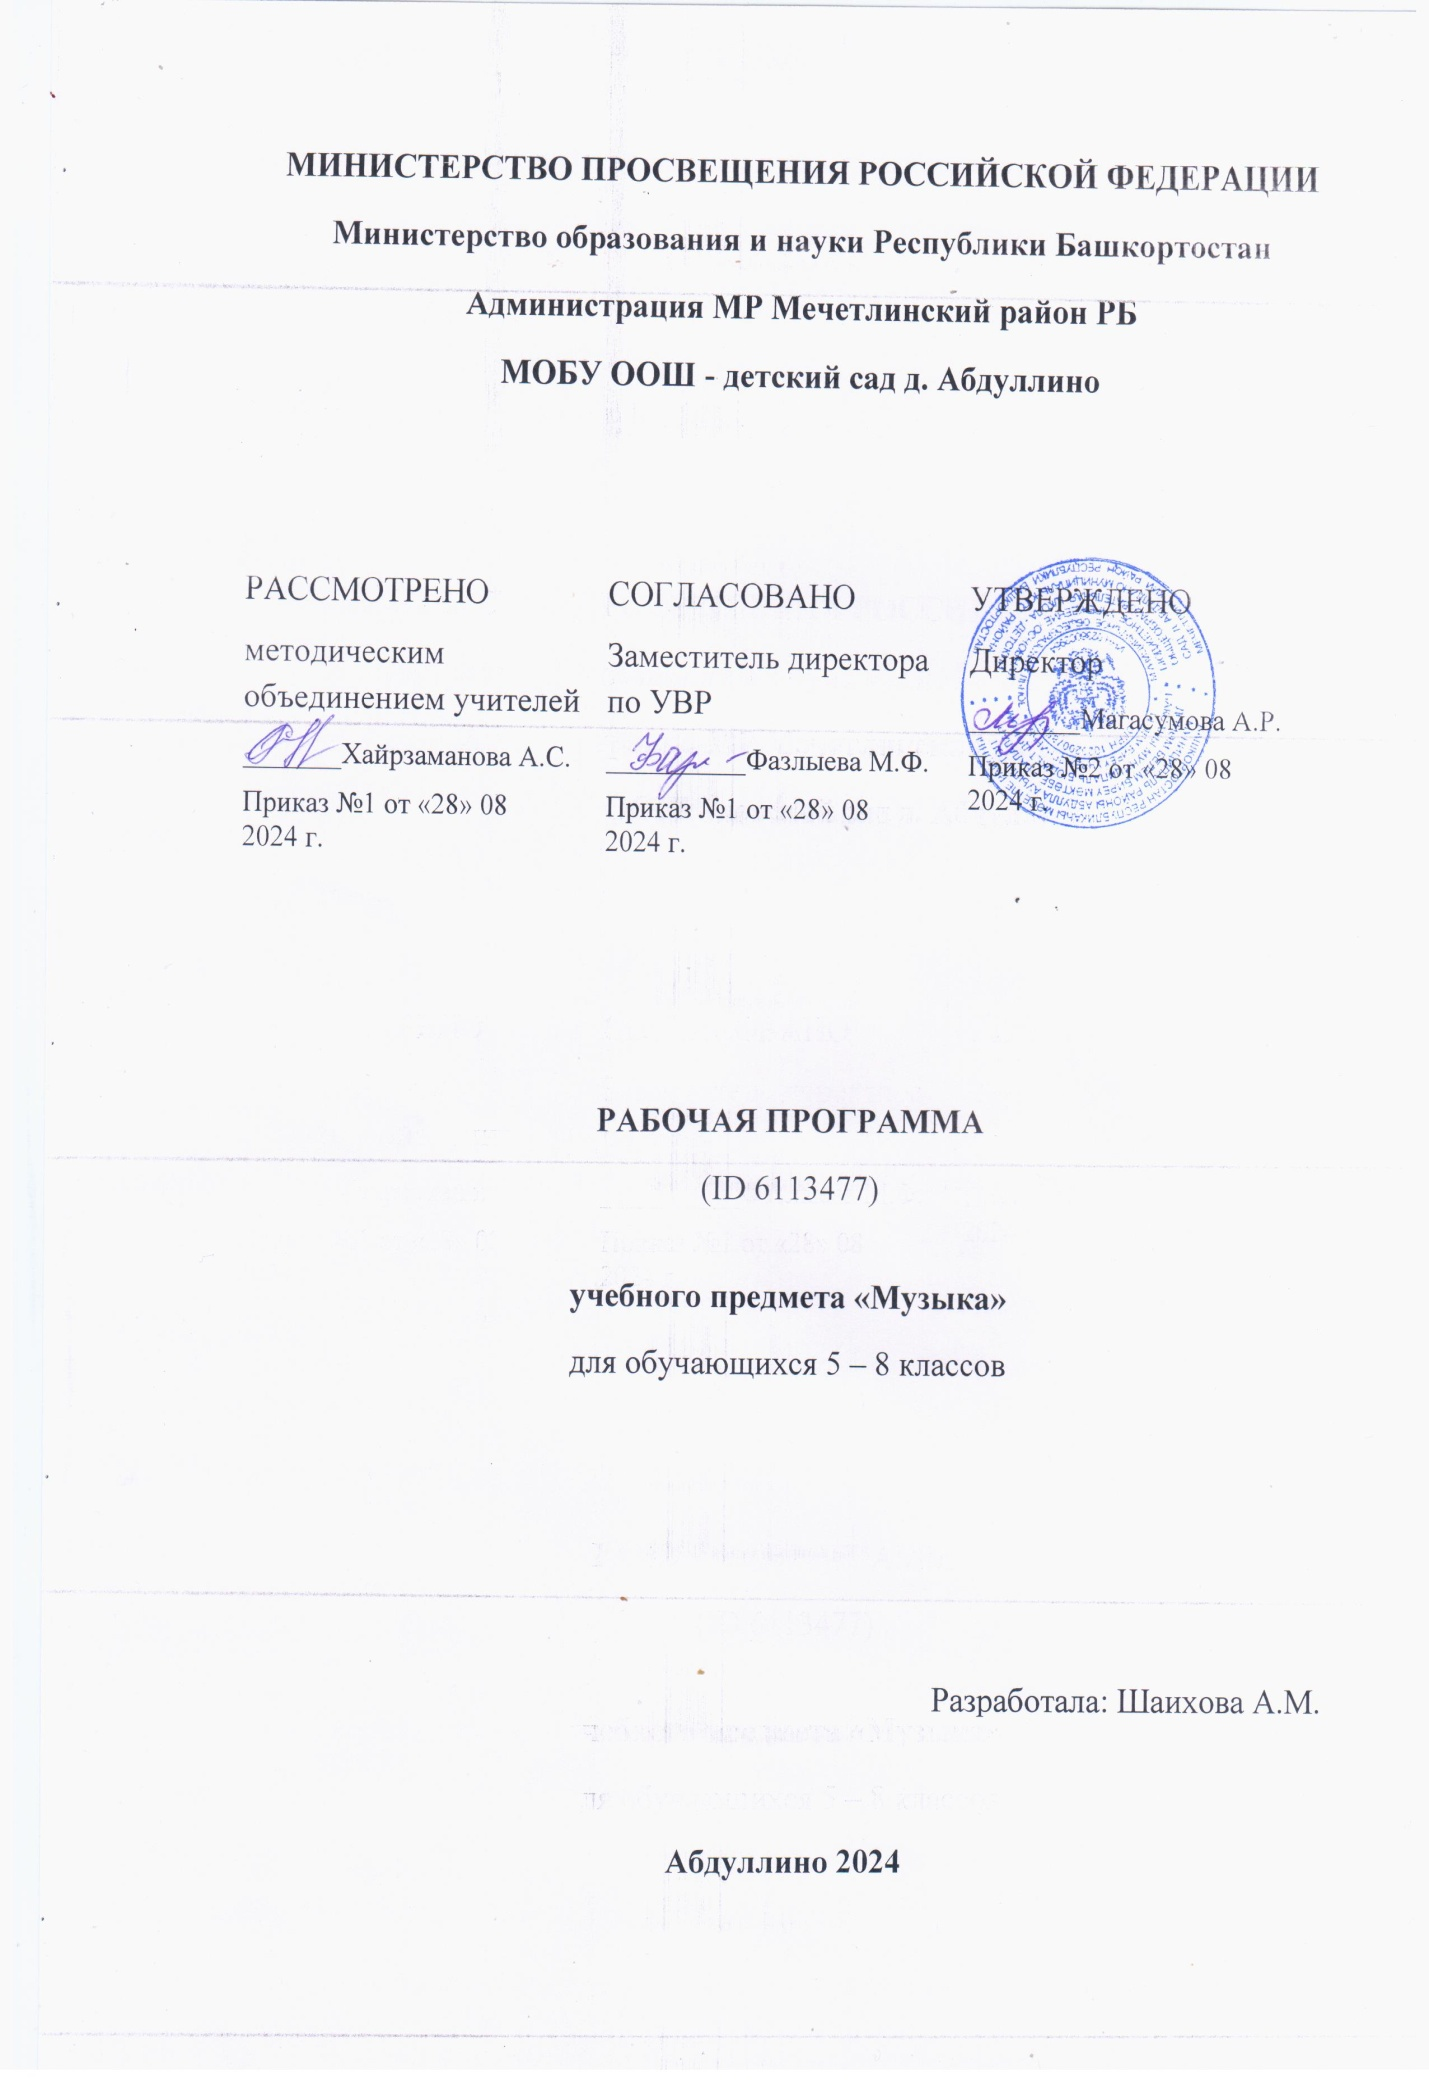 МИНИСТЕРСТВО ПРОСВЕЩЕНИЯ РОССИЙСКОЙ ФЕДЕРАЦИИ
Министерство образования и науки Республики Башкортостан
Администрация МР Мечетлинский район РБ
МОБУ ООШ - детский сад д. Абдуллино
РАССМОТРЕНО
методическим
объединением учителей
Хайрзаманова А.С.
Приказ №1 от «28» 08
2024 г.
СОГЛАСОВАНО
Заместитель директора
по УВР
Фазлыева М.Ф.
Приказ №1 от «28» 08
2024 г.
УТВЕРЖДЕНО
Директор
Магасумова А.Р.
Приказ №2 от «28» 08
2024 г.
РАБОЧАЯ ПРОГРАММА
(ID 6113477)
учебного предмета «Музыка»
для обучающихся 5 – 8 классов
Разработала: Шаихова А.М.
Абдуллино 2024